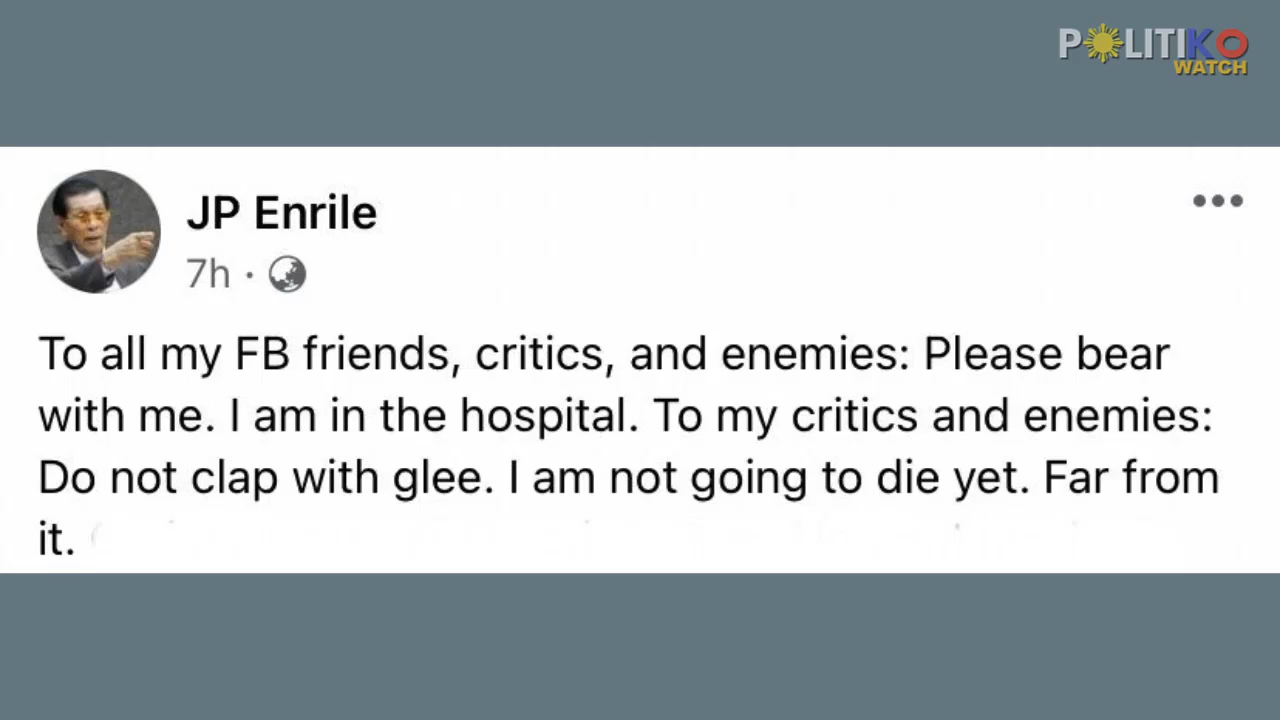 POLITIKO
WATCH
JP Enrile
7h ·
To all my FB friends, critics, and enemies: Please bear
with me. I am in the hospital. To my critics and enemies:
Do not clap with glee. I am not going to die yet. Far from
it.